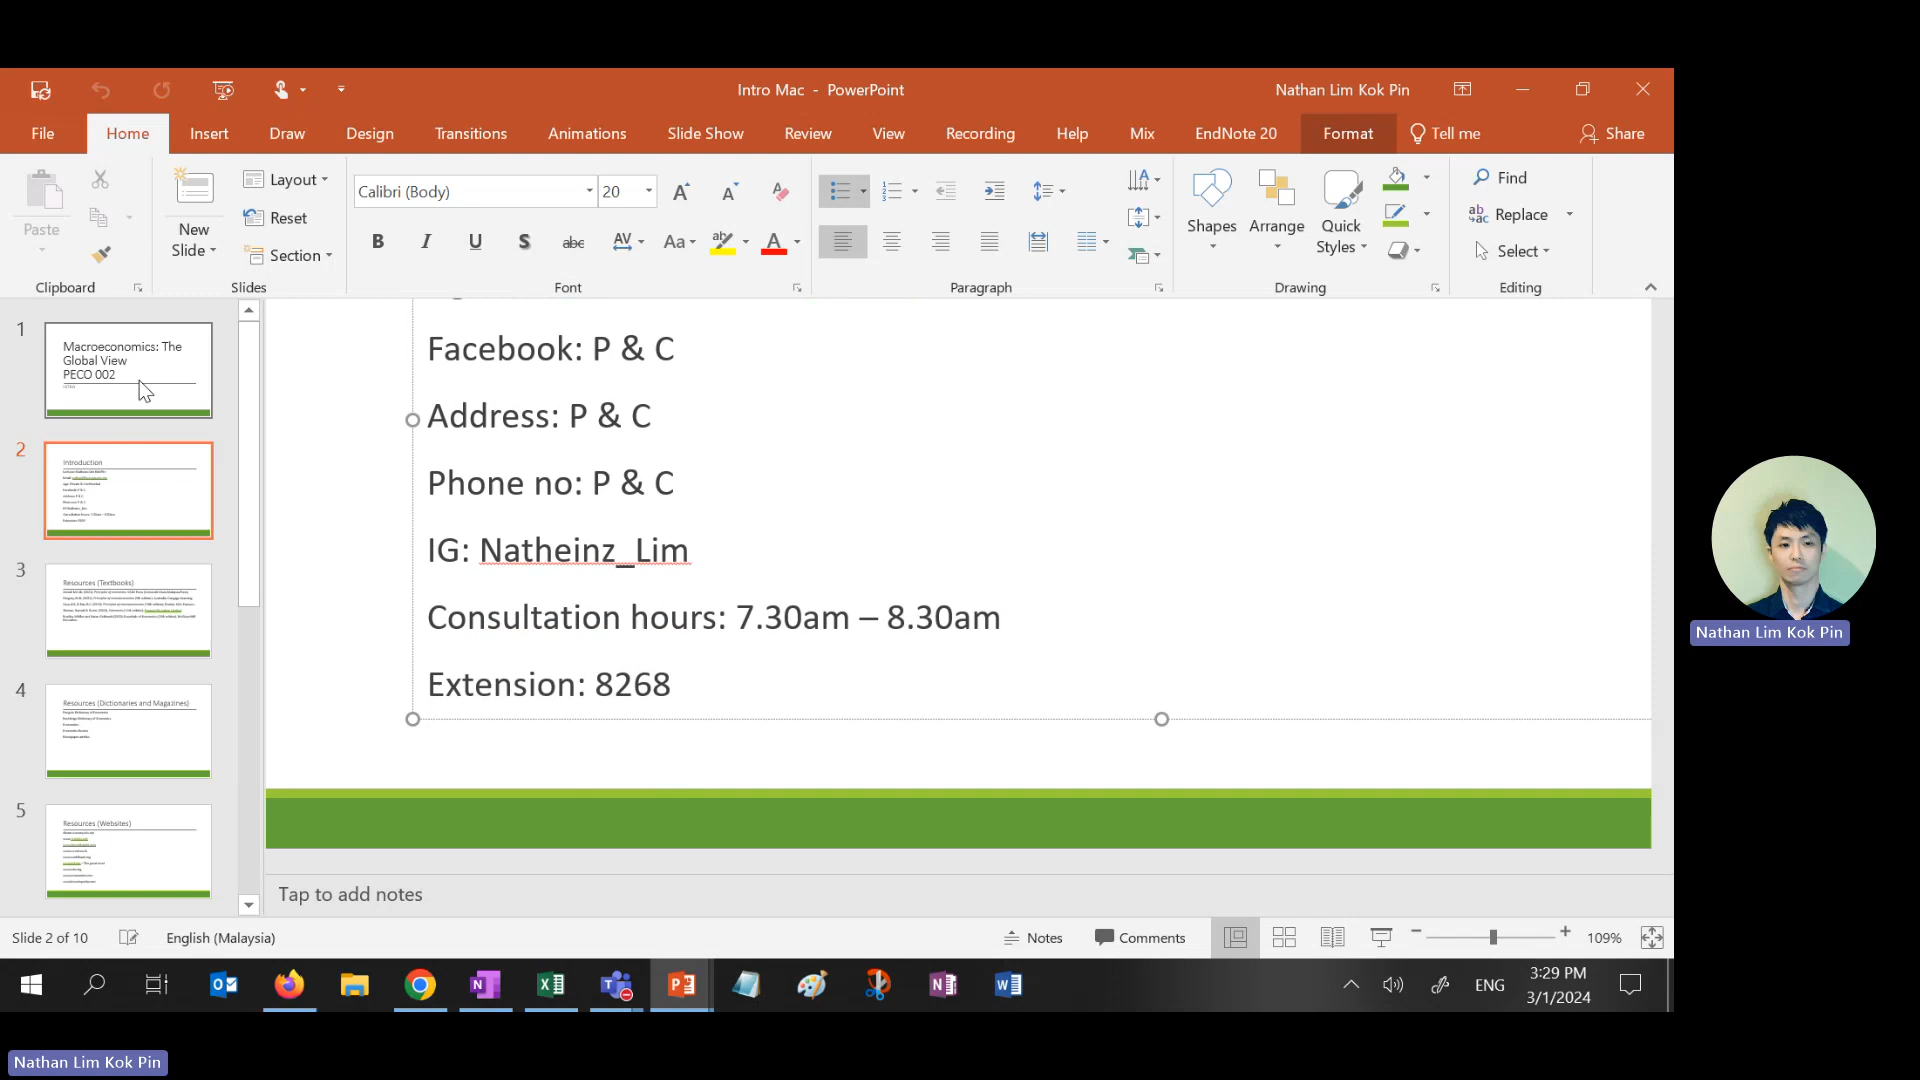 Intro Mac - PowerPoint
Nathan Lim Kok Pin
File Home Insert Draw Design Transitions Animations Slide Show Review View Recording Help Mix EndNote 20 Format Tell me Share
Paste
Clipboard
New Slide
Layout
Reset
Section
Slides
Calibri (Body) 20
Font
Paragraph
Shapes
Arrange
Quick Styles
Drawing
Find
Replace
Select
Editing
1
Macroeconomics: The
Global View
PECO 002
2
Introduction
3
Resources (Textbooks)
4
Resources (Dictionaries and Magazines)
5
Resources (Websites)
Facebook: P & C
Address: P & C
Phone no: P & C
IG: Natheinz_Lim
Consultation hours: 7.30am – 8.30am
Extension: 8268
Tap to add notes
Slide 2 of 10 English (Malaysia) Notes Comments 109%
ENG
3:29 PM
3/1/2024
Nathan Lim Kok Pin
Nathan Lim Kok Pin